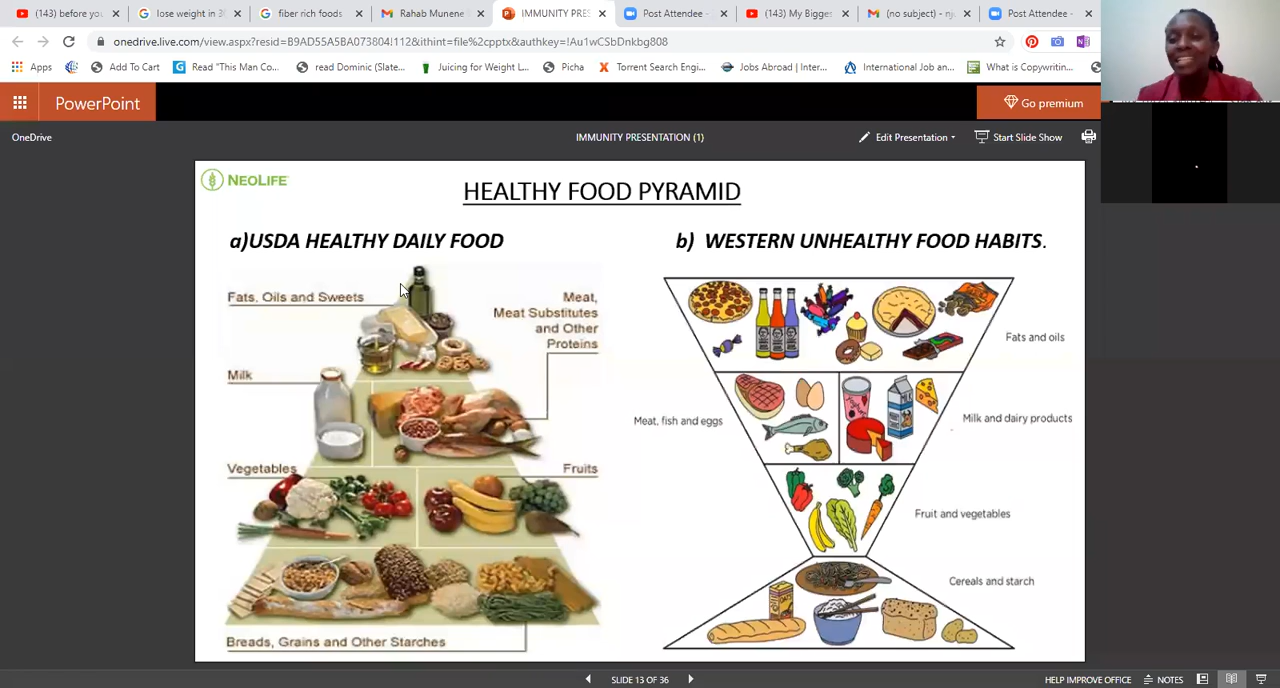 (143) before you
lose weight in 3
fiber rich foods
Rahab Munene
IMMUNITY PRES
Post Attendee -
(143) My Bigges
(no subject) - nj
Post Attendee -
onedrive.live.com/view.aspx?resid=B9AD55A5BA073804!112&ithint=file%2cpptx&authkey=!Au1wCSbDnkbg808
Apps
Add To Cart
Read "This Man Co...
read Dominic (Slate...
Juicing for Weight L...
Picha
Torrent Search Engi...
Jobs Abroad | Inter...
International Job an...
What is Copywritin...
PowerPoint
Go premium
OneDrive
IMMUNITY PRESENTATION (1)
Edit Presentation
Start Slide Show
NEOLIFE
HEALTHY FOOD PYRAMID
a)USDA HEALTHY DAILY FOOD
b) WESTERN UNHEALTHY FOOD HABITS.
Fats, Oils and Sweets
Meat,
Meat Substitutes
and Other
Proteins
Milk
Vegetables
Fruits
Breads, Grains and Other Starches
Fats and oils
Meat, fish and eggs
Milk and dairy products
Fruit and vegetables
Cereals and starch
SLIDE 13 OF 36
HELP IMPROVE OFFICE
NOTES